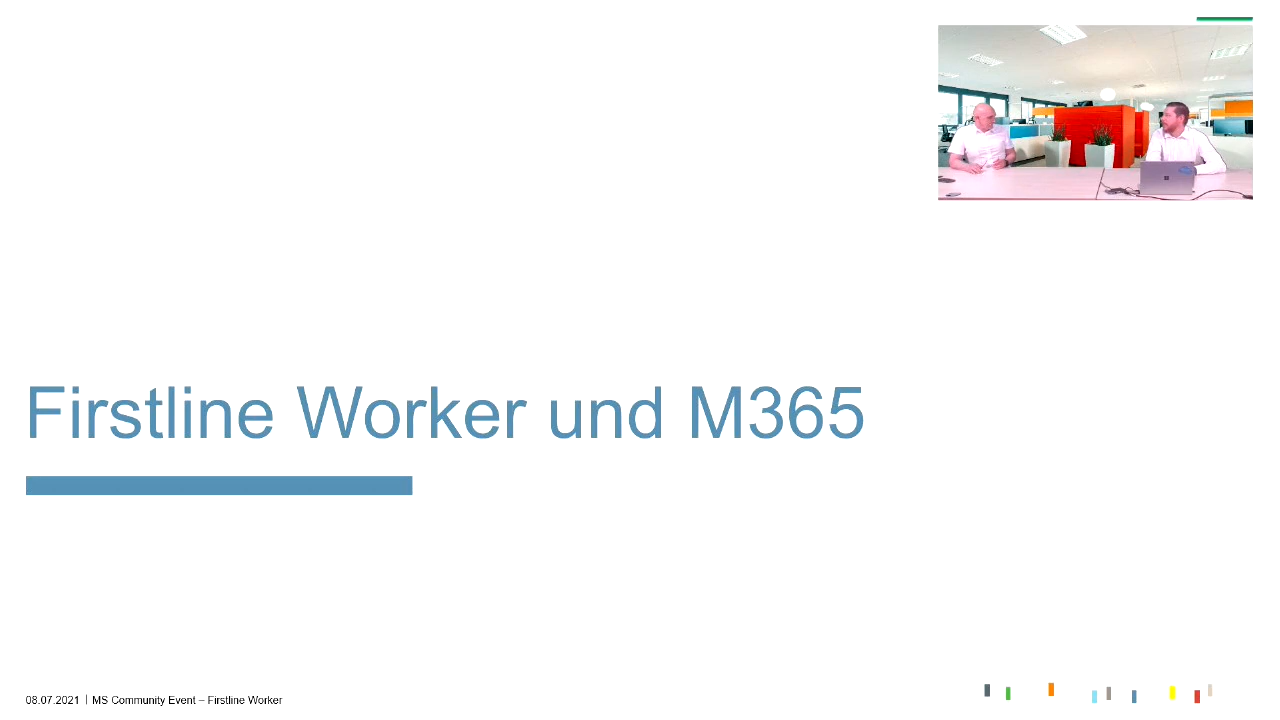 Firstline Worker und M365
08.07.2021 | MS Community Event – Firstline Worker